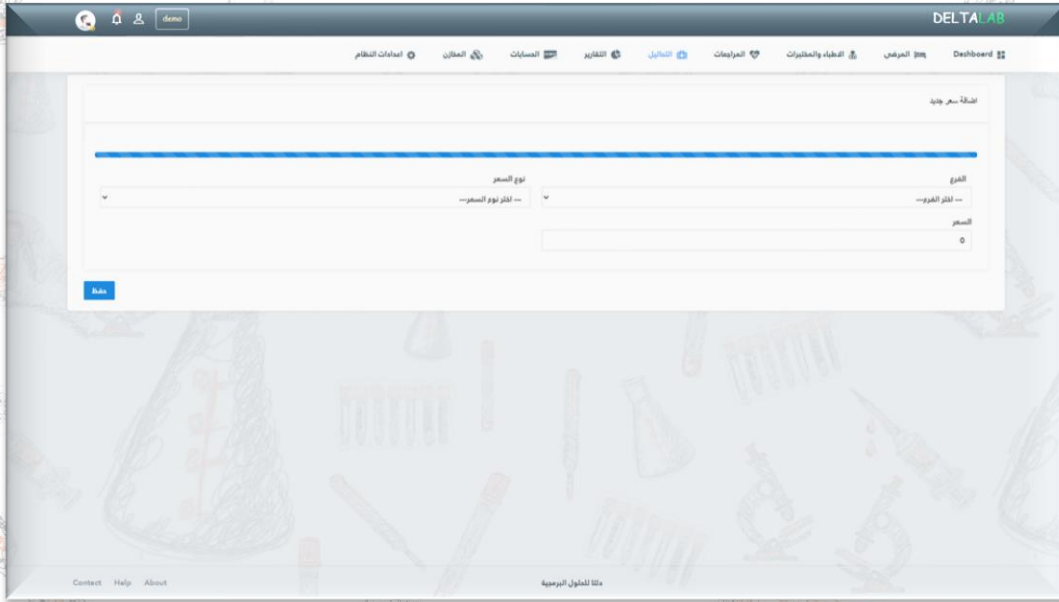 DELTALAB
demo
Dashboard المرضى الاطباء والمختبرات المراجعات التحاليل التقارير الحسابات المخازن اعدادات النظام
اضافة سعر جديد
الفرع نوع السعر
--- اختر الفرع--- --- اختر نوع السعر---
السعر
0
حفظ
دلتا للحلول البرمجية
Contact Help About